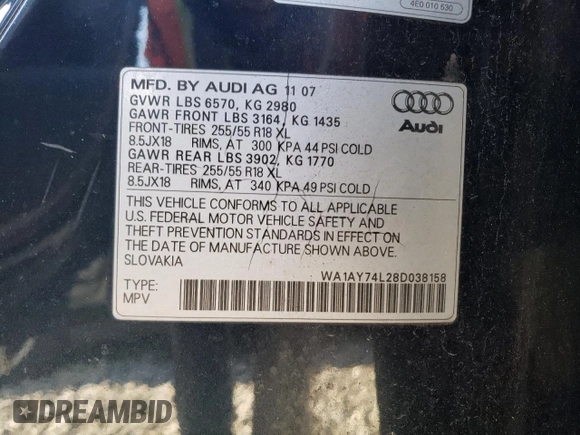 4E0 010 530
MFD. BY AUDI AG 11 07
GVWR LBS 6570, KG 2980
GAWR FRONT LBS 3164, KG 1435
FRONT-TIRES 255/55 R18 XL
8.5JX18 RIMS, AT 300 KPA 44 PSI COLD
GAWR REAR LBS 3902, KG 1770
REAR-TIRES 255/55 R18 XL
8.5JX18 RIMS, AT 340 KPA 49 PSI COLD
Audi
THIS VEHICLE CONFORMS TO ALL APPLICABLE
U.S. FEDERAL MOTOR VEHICLE SAFETY AND
THEFT PREVENTION STANDARDS IN EFFECT ON
THE DATE OF MANUFACTURE SHOWN ABOVE.
SLOVAKIA
WA1AY74L28D038158
TYPE:
MPV
DREAMBID